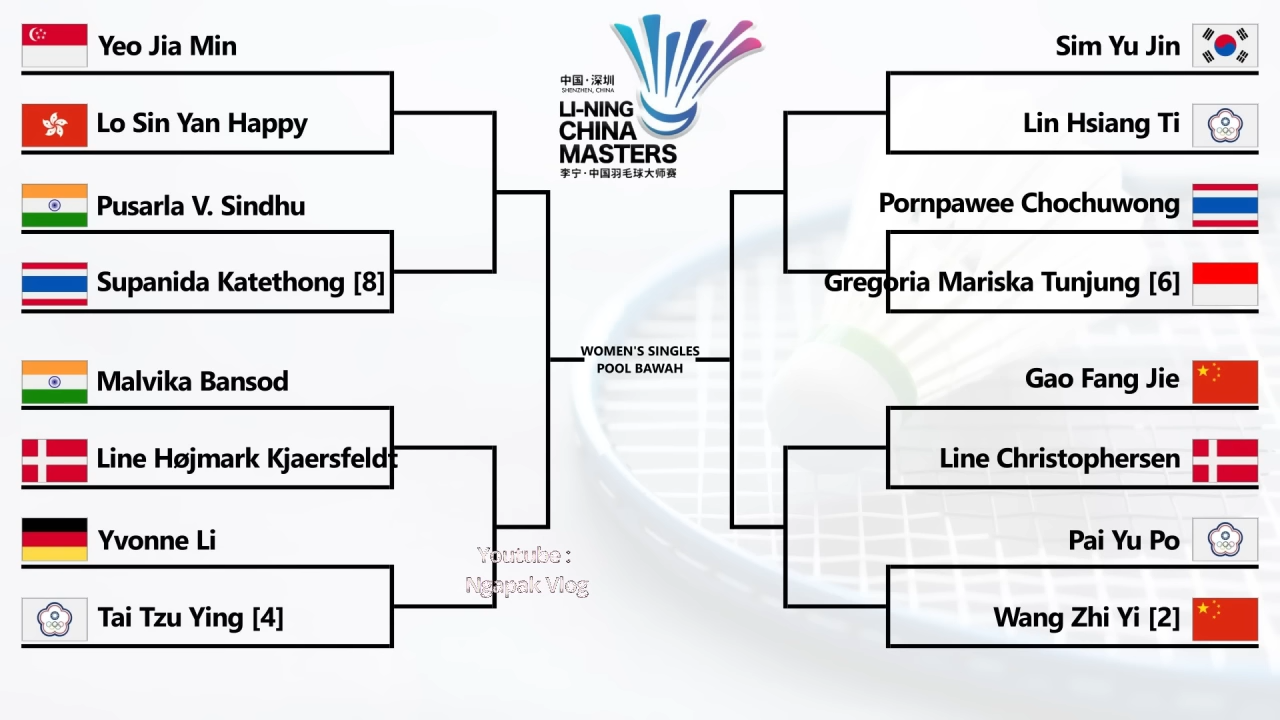 Yeo Jia Min
Lo Sin Yan Happy
Pusarla V. Sindhu
Supanida Katethong [8]
Malvika Bansod
Line Højmark Kjaersfeldt
Yvonne Li
Tai Tzu Ying [4]
中国·深圳
SHENZHEN, CHINA
LI-NING
CHINA
MASTERS
李宁·中国羽毛球大师赛
WOMEN'S SINGLES
POOL BAWAH
Youtube :
Ngapak Vlog
Sim Yu Jin
Lin Hsiang Ti
Pornpawee Chochuwong
Gregoria Mariska Tunjung [6]
Gao Fang Jie
Line Christophersen
Pai Yu Po
Wang Zhi Yi [2]